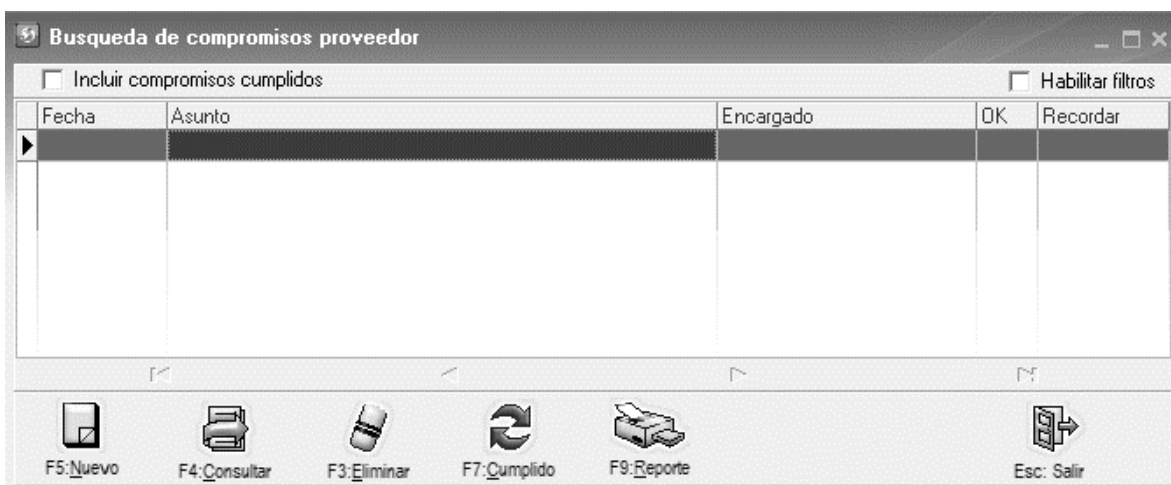 Busqueda de compromisos proveedor
Incluir compromisos cumplidos Habilitar filtros
Fecha Asunto Encargado OK Recordar
F5:Nuevo F4:Consultar F3:Eliminar F7:Cumplido F9:Reporte Esc: Salir